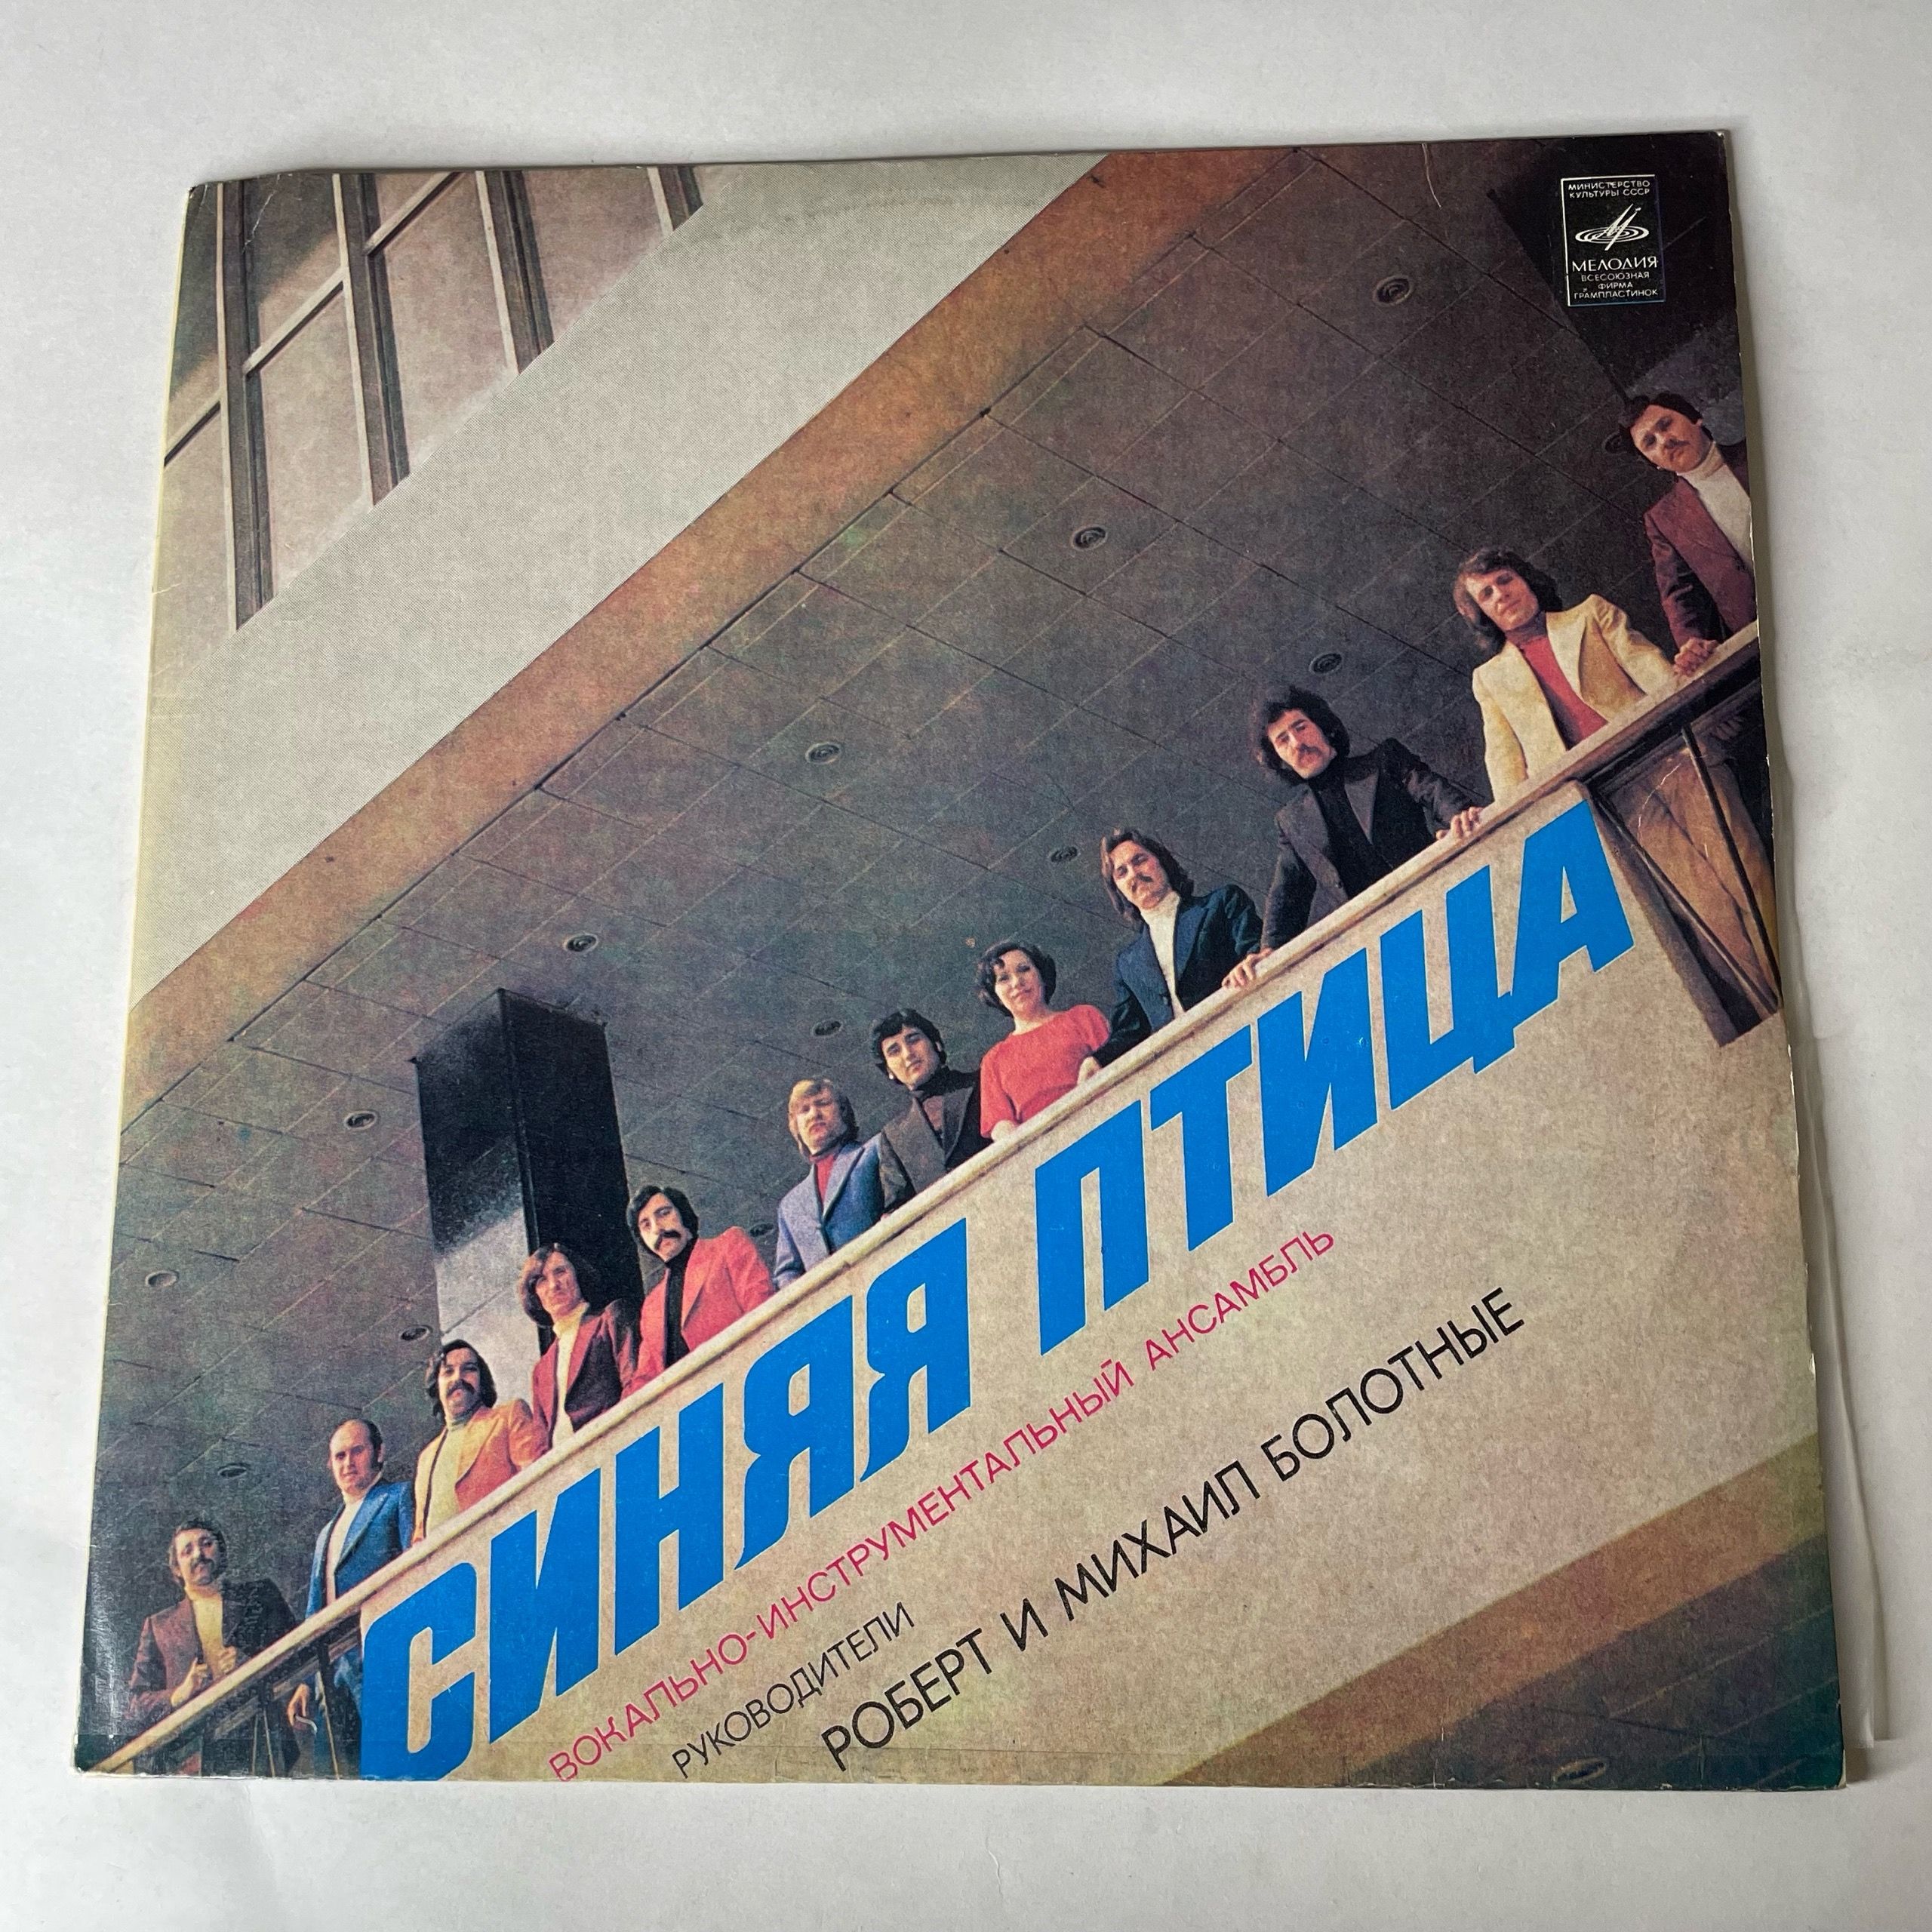 МИНИСТЕРСТВО
КУЛЬТУРЫ СССР
МЕЛОДИЯ
ВСЕСОЮЗНАЯ
ФИРМА
ГРАМПЛАСТИНОК
СИНЯЯ ПТИЦА
ВОКАЛЬНО-ИНСТРУМЕНТАЛЬНЫЙ АНСАМБЛЬ
РУКОВОДИТЕЛИ
РОБЕРТ И МИХАИЛ БОЛОТНЫЕ